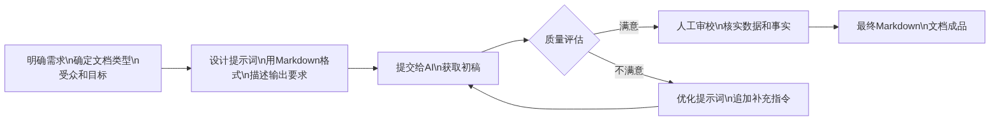 明确需求\n确定文档类型\n
受众和目标
设计提示词\n用Markdown格
式\n描述输出要求
提交给AI\n获取初稿
质量评估
满意
不满意
人工审校\n核实数据和事实
优化提示词\n追加补充指令
最终Markdown\n文档成品